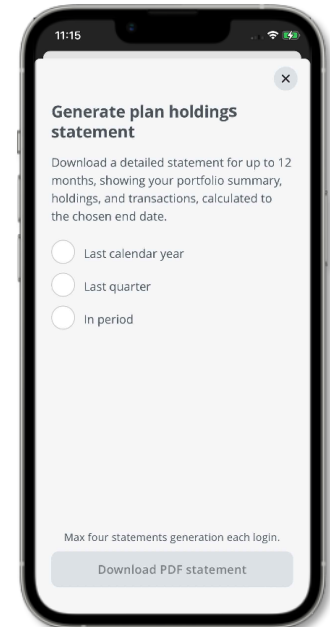 11:15
Generate plan holdings
statement
Download a detailed statement for up to 12
months, showing your portfolio summary,
holdings, and transactions, calculated to
the chosen end date.
Last calendar year
Last quarter
In period
Max four statements generation each login.
Download PDF statement